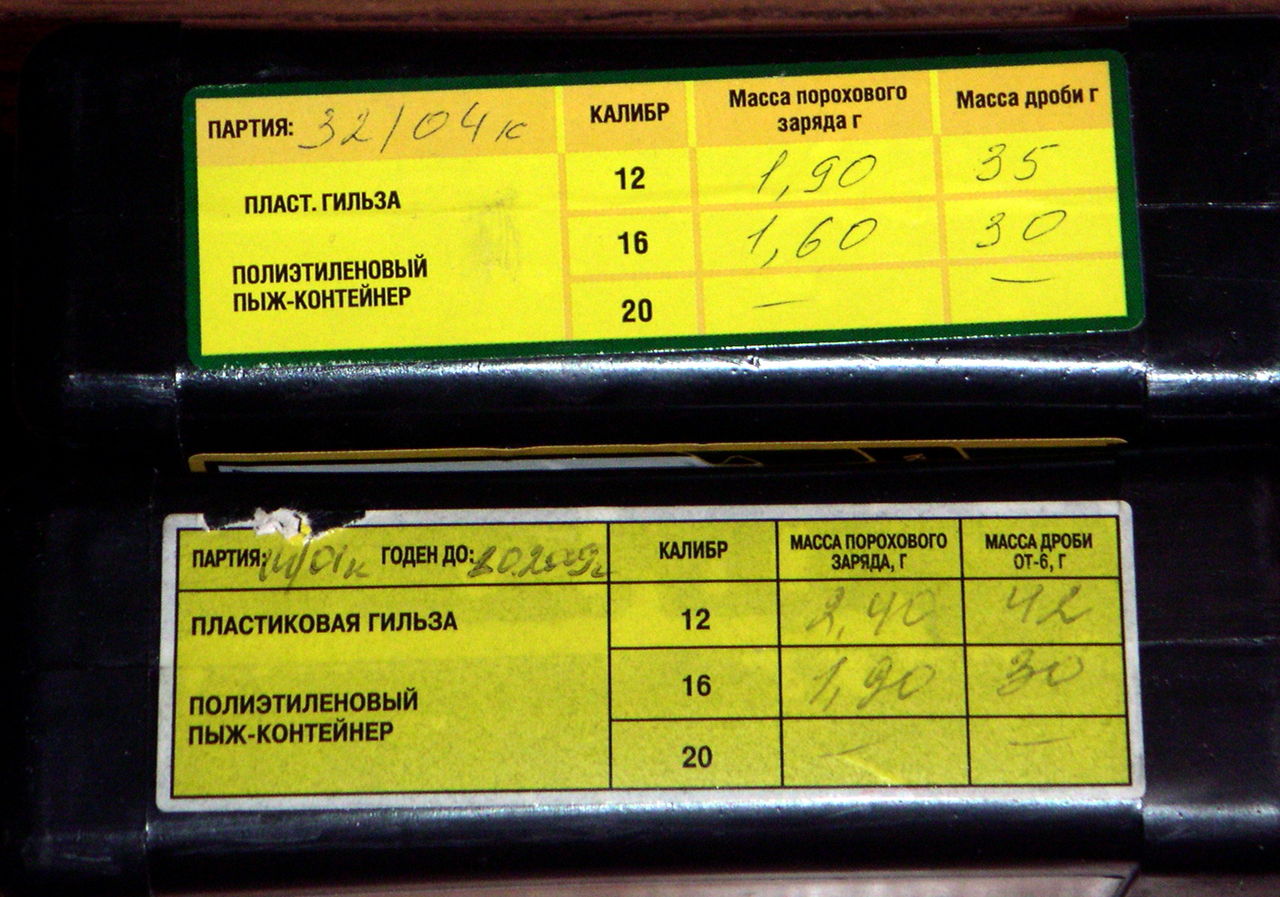 ПАРТИЯ: 32/04к КАЛИБР Масса порохового заряда г Масса дроби г
ПЛАСТ. ГИЛЬЗА 12 1,90 35
16 1,60 30
ПОЛИЭТИЛЕНОВЫЙ
ПЫЖ-КОНТЕЙНЕР 20 — —
ПАРТИЯ: ГОДЕН ДО: КАЛИБР МАССА ПОРОХОВОГО ЗАРЯДА, Г МАССА ДРОБИ ОТ-6, Г
ПЛАСТИКОВАЯ ГИЛЬЗА 12 2,40 42
16 1,90 30
ПОЛИЭТИЛЕНОВЫЙ
ПЫЖ-КОНТЕЙНЕР 20 — —